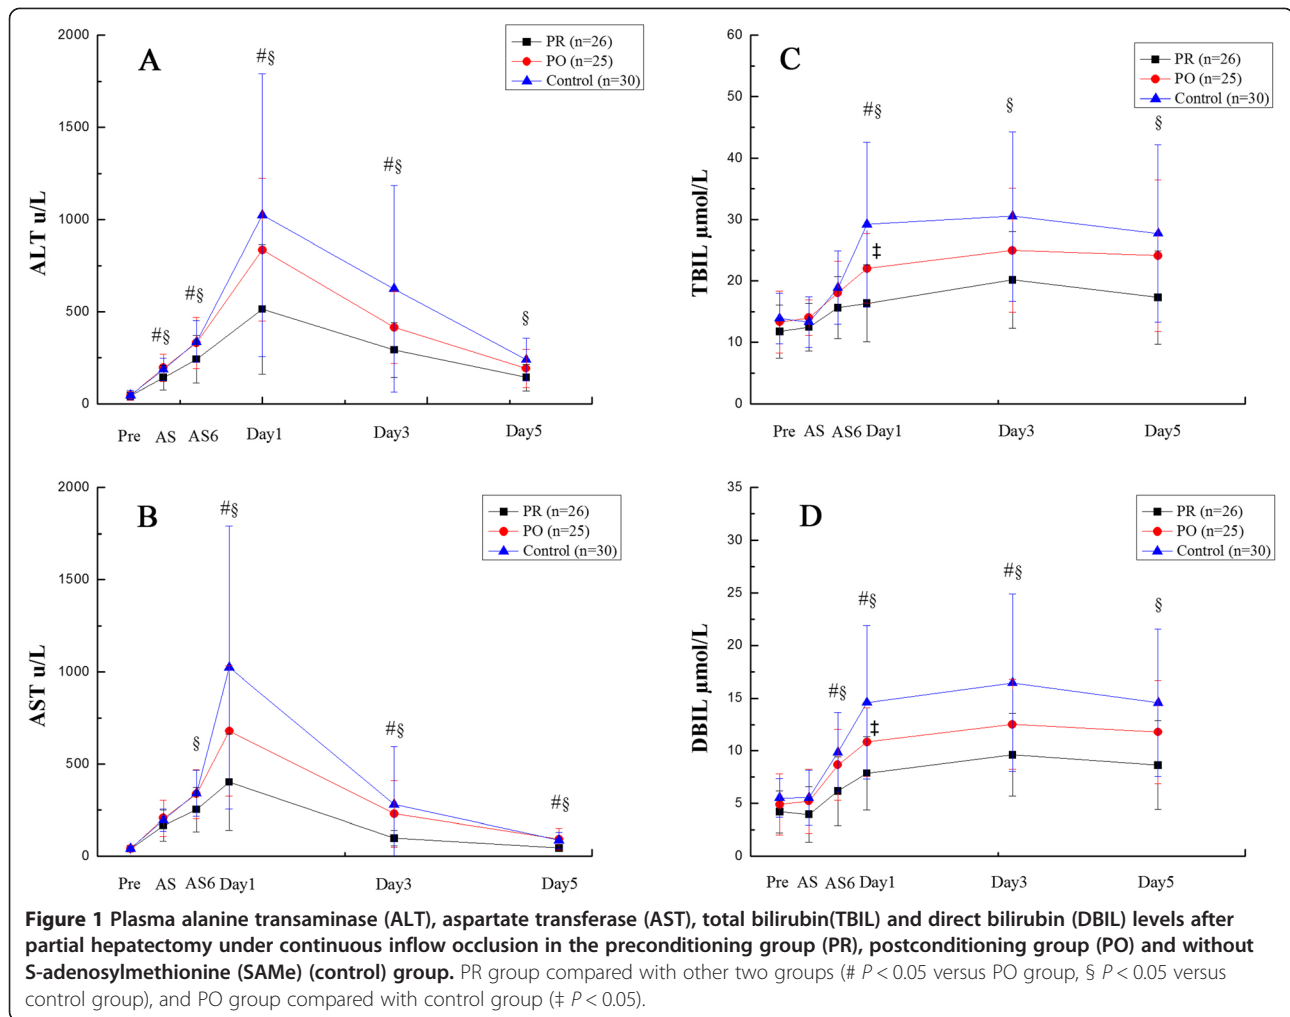 A
PR (n=26)
PO (n=25)
Control (n=30)
ALT u/L
2000
1500
1000
500
0
#§
#§
#§
#§
§
Pre AS AS6 Day1 Day3 Day5
C
PR (n=26)
PO (n=25)
Control (n=30)
TBIL µmol/L
60
50
40
30
20
10
0
#§
‡
§
§
Pre AS AS6 Day1 Day3 Day5
B
PR (n=26)
PO (n=25)
Control (n=30)
AST u/L
2000
1500
1000
500
0
§
#§
#§
#§
Pre AS AS6 Day1 Day3 Day5
D
PR (n=26)
PO (n=25)
Control (n=30)
DBIL µmol/L
35
30
25
20
15
10
5
0
#§
#§
‡
#§
§
Pre AS AS6 Day1 Day3 Day5
Figure 1 Plasma alanine transaminase (ALT), aspartate transferase (AST), total bilirubin(TBIL) and direct bilirubin (DBIL) levels after
partial hepatectomy under continuous inflow occlusion in the preconditioning group (PR), postconditioning group (PO) and without
S-adenosylmethionine (SAMe) (control) group. PR group compared with other two groups (# P < 0.05 versus PO group, § P < 0.05 versus
control group), and PO group compared with control group (‡ P < 0.05).